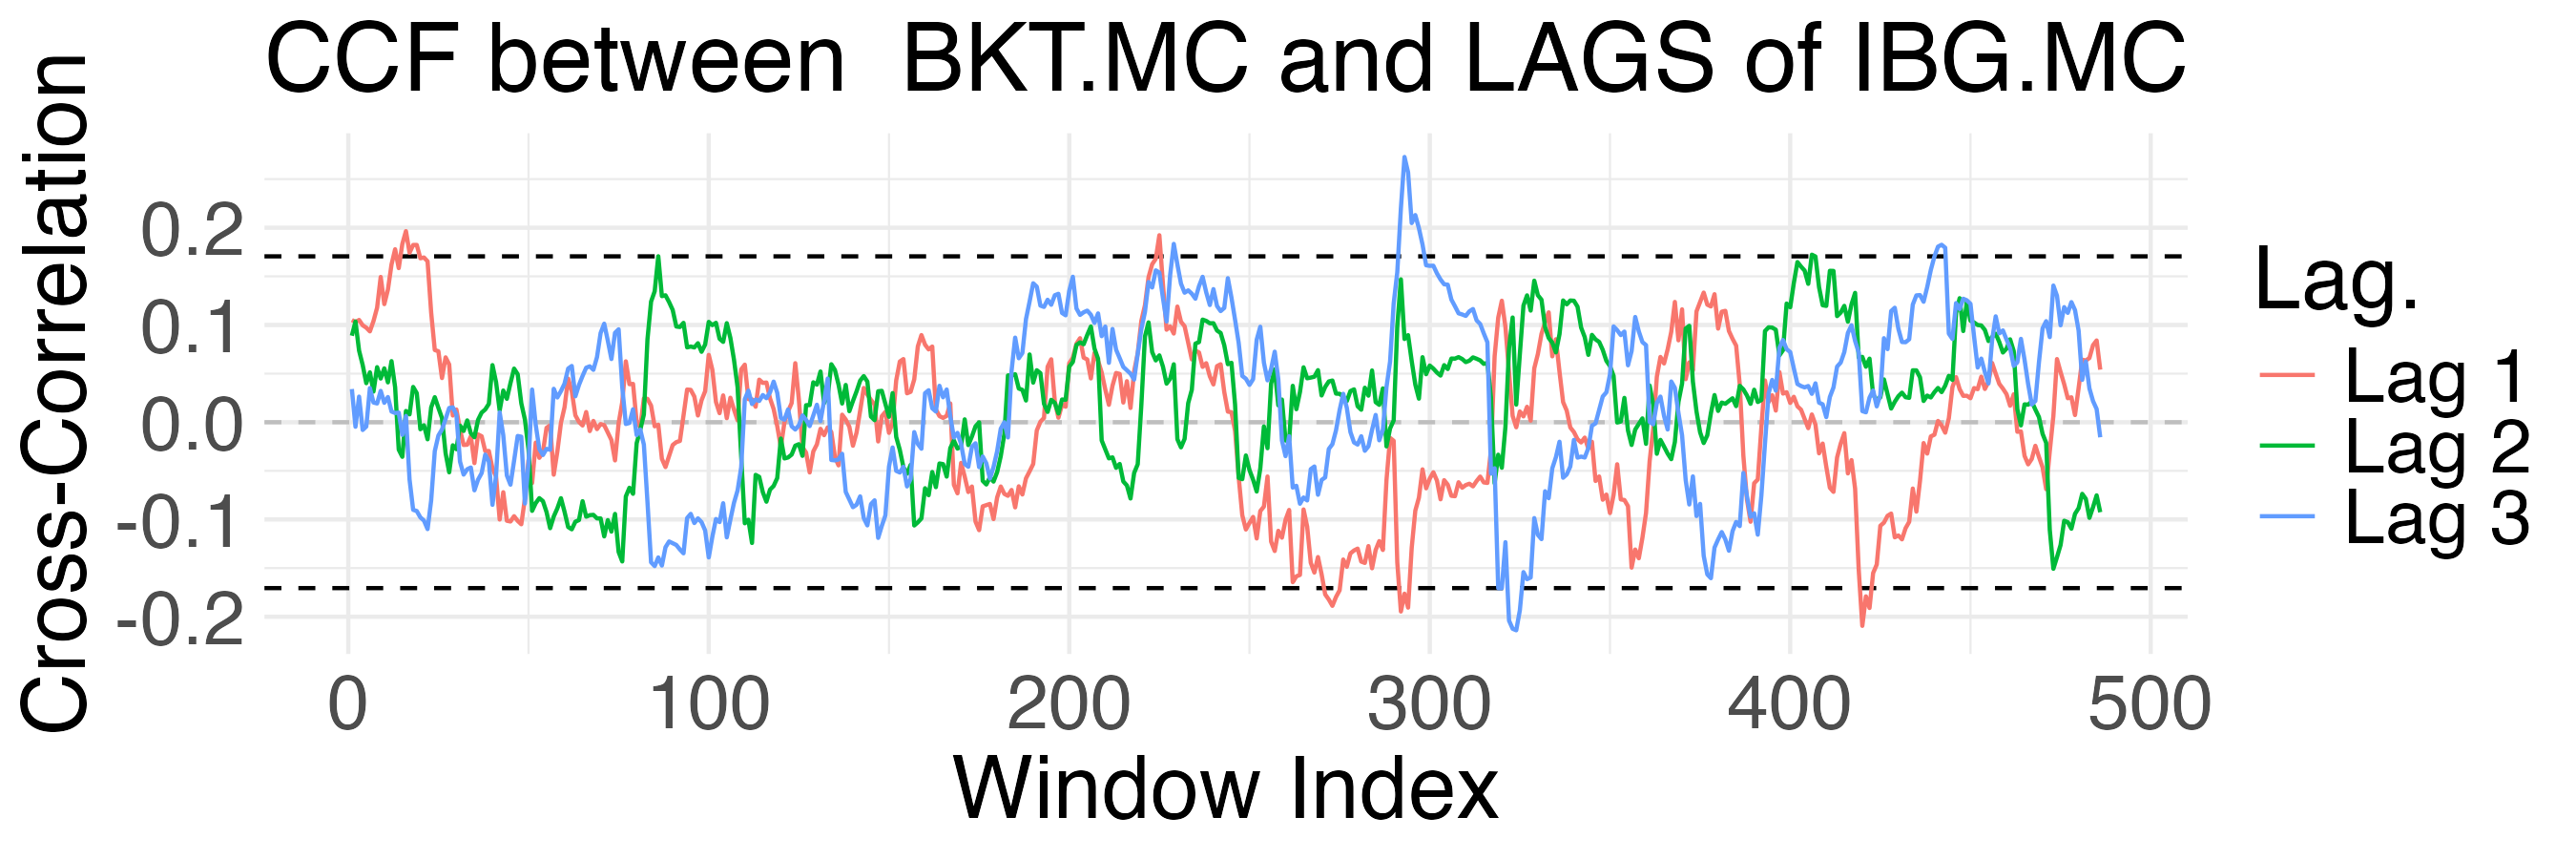 CCF between  BKT.MC and LAGS of IBG.MC
Cross-Correlation
0.2
0.1
0.0
-0.1
-0.2
0 100 200 300 400 500
Window Index
Lag.
Lag 1
Lag 2
Lag 3